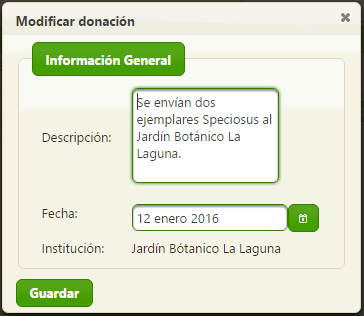 Modificar donación
Información General
Descripción:
Se envían dos
ejemplares Speciosus al
Jardín Botánico La
Laguna.
Fecha: 12 enero 2016
Institución: Jardín Bótanico La Laguna
Guardar